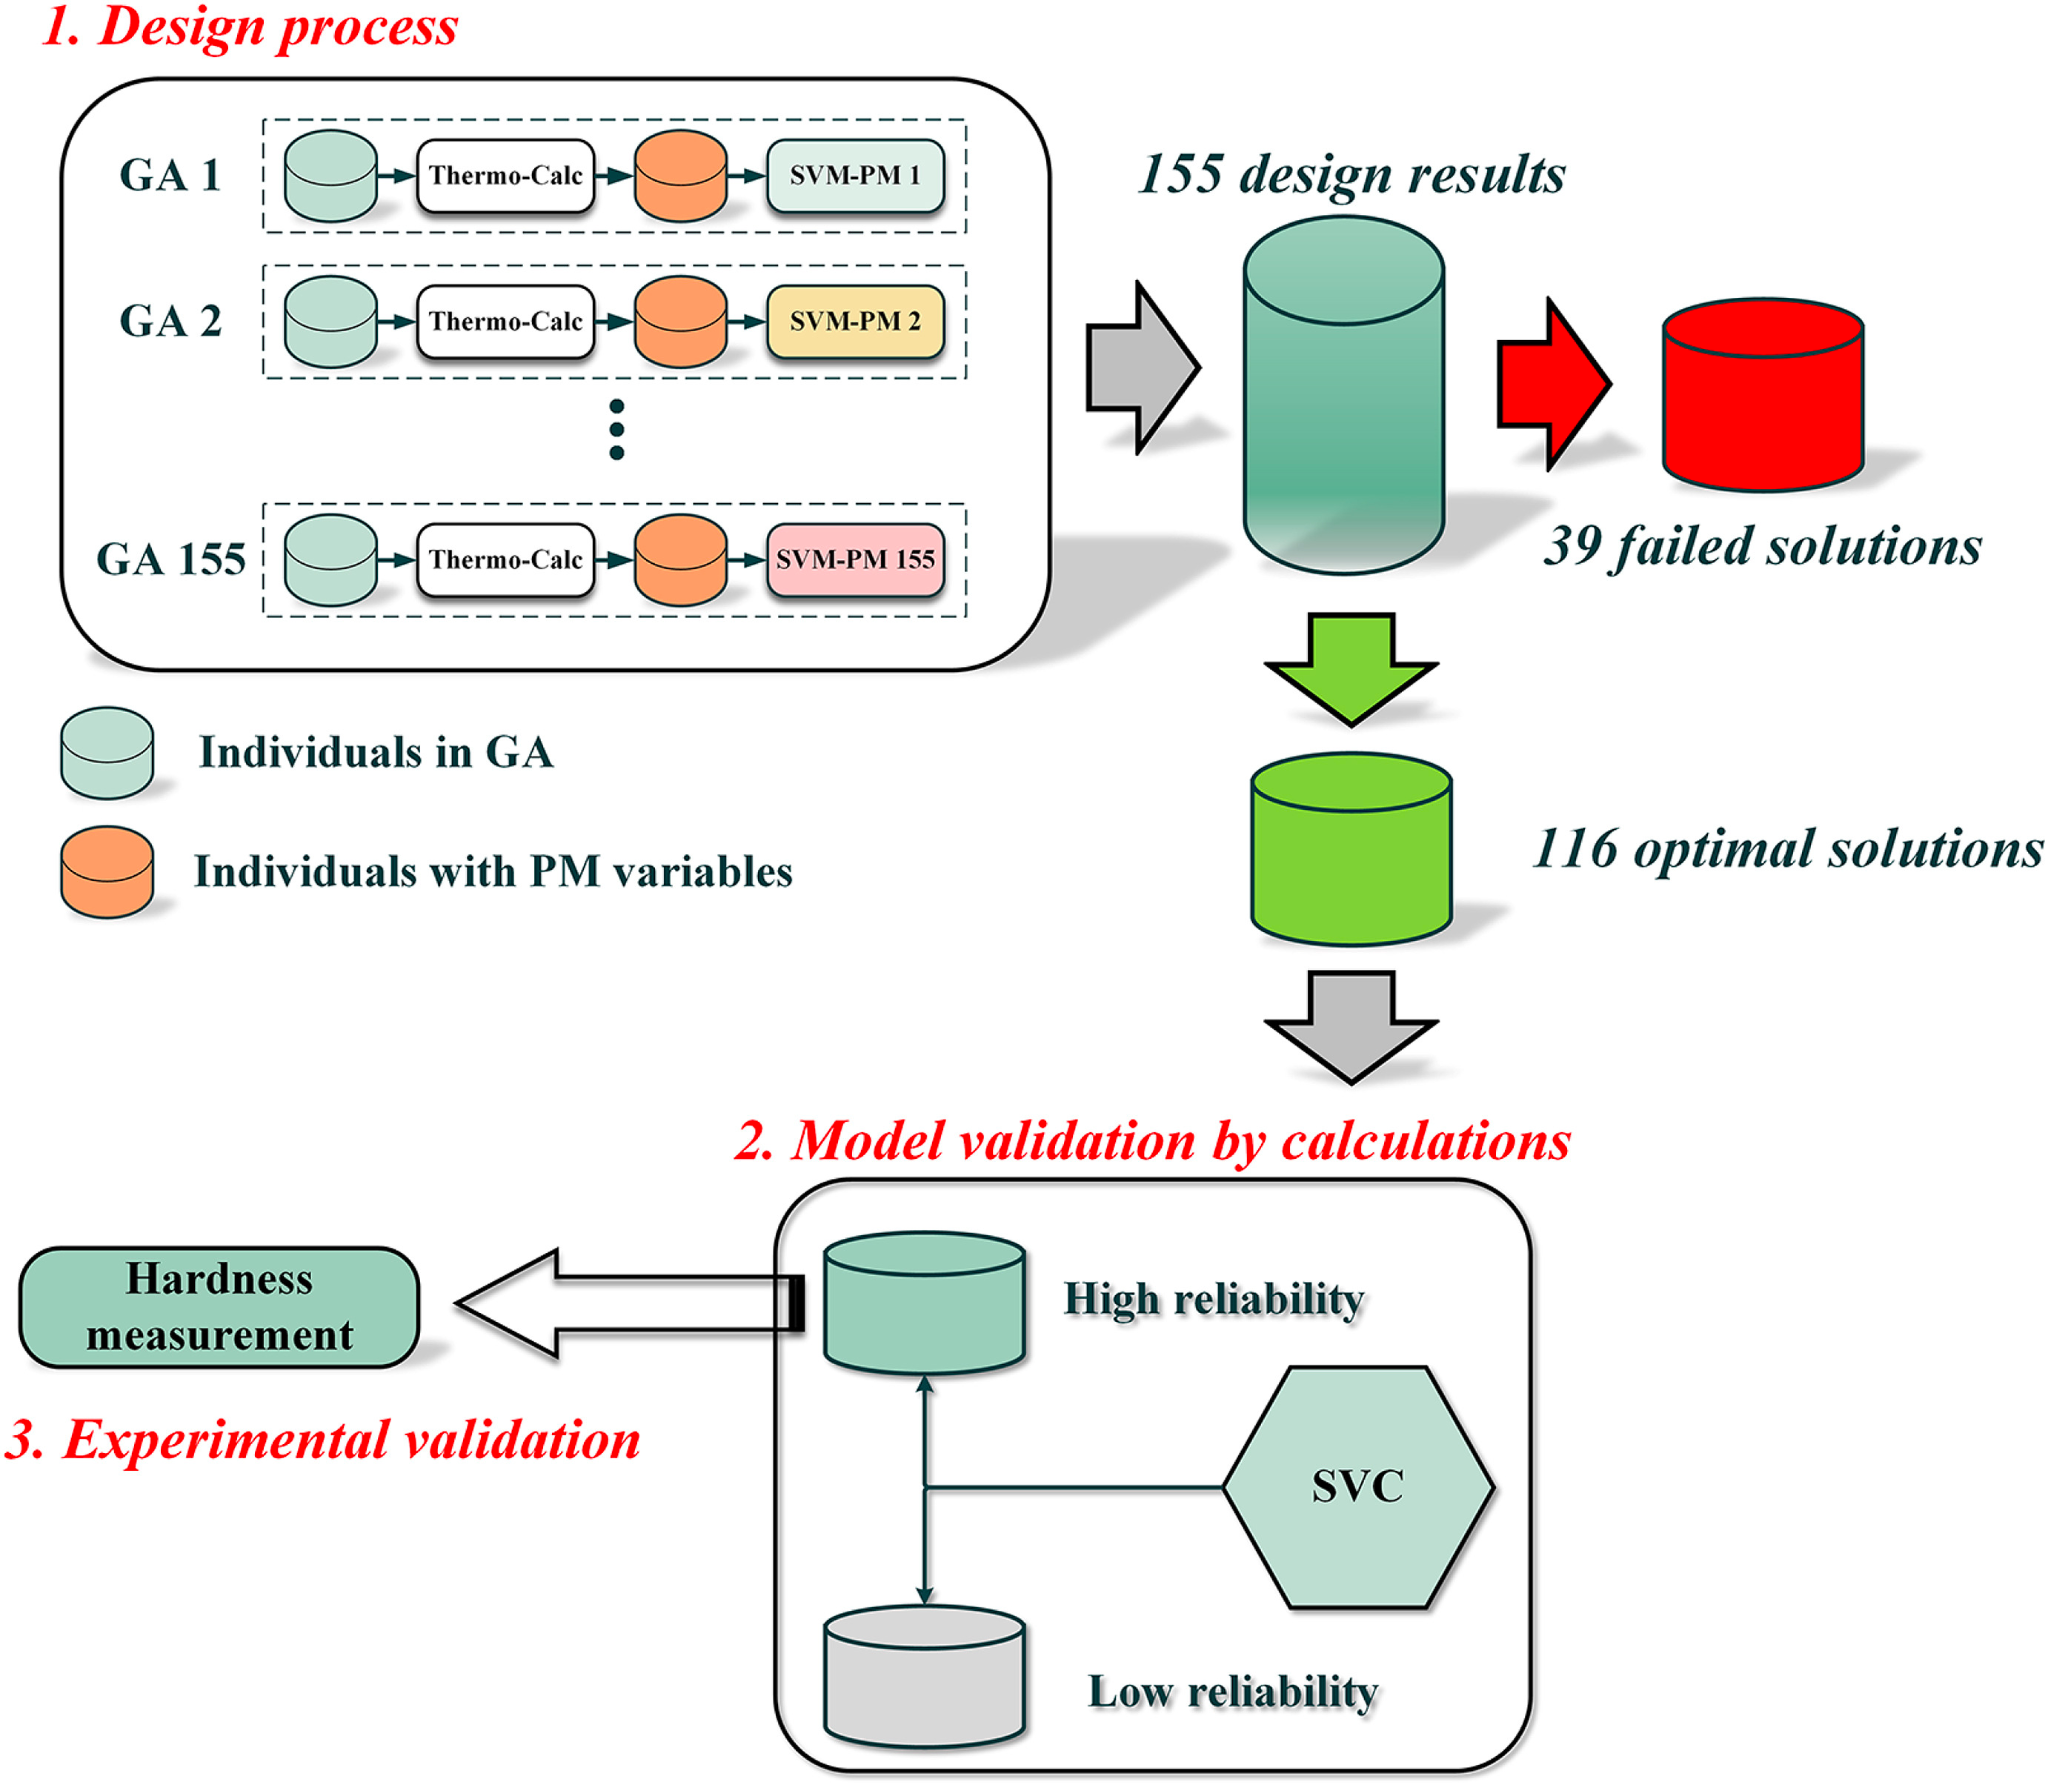 1. Design process
GA 1
Thermo-Calc
SVM-PM 1
GA 2
Thermo-Calc
SVM-PM 2
GA 155
Thermo-Calc
SVM-PM 155
Individuals in GA
Individuals with PM variables
155 design results
39 failed solutions
116 optimal solutions
2. Model validation by calculations
High reliability
SVC
Low reliability
Hardness
measurement
3. Experimental validation